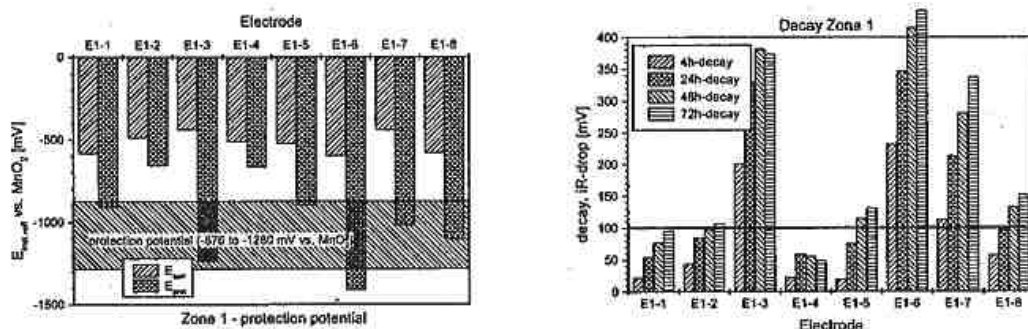 Electrode
E1-1 E1-2 E1-3 E1-4 E1-5 E1-6 E1-7 E1-8
0
-500
-1000
-1500
vs. MnO2 [mV]
protection potential (-870 to -1280 mV vs. MnO2)
Zone 1 - protection potential
Decay Zone 1
400
350
300
250
200
150
100
50
0
decay, iR-drop [mV]
4h-decay
24h-decay
48h-decay
72h-decay
E1-1 E1-2 E1-3 E1-4 E1-5 E1-6 E1-7 E1-8
Electrode